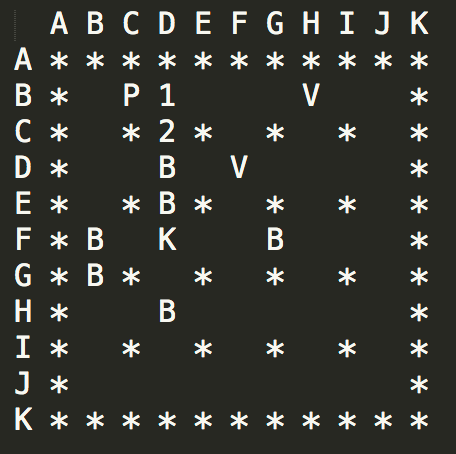 A B C D E F G H I J K
A * * * * * * * * * * *
B *   P 1       V     *
C *   * 2 *   *   *   *
D *     B   V         *
E *   * B *   *   *   *
F * B   K     B       *
G * B *   *   *   *   *
H *     B             *
I *   *   *   *   *   *
J *                   *
K * * * * * * * * * * *